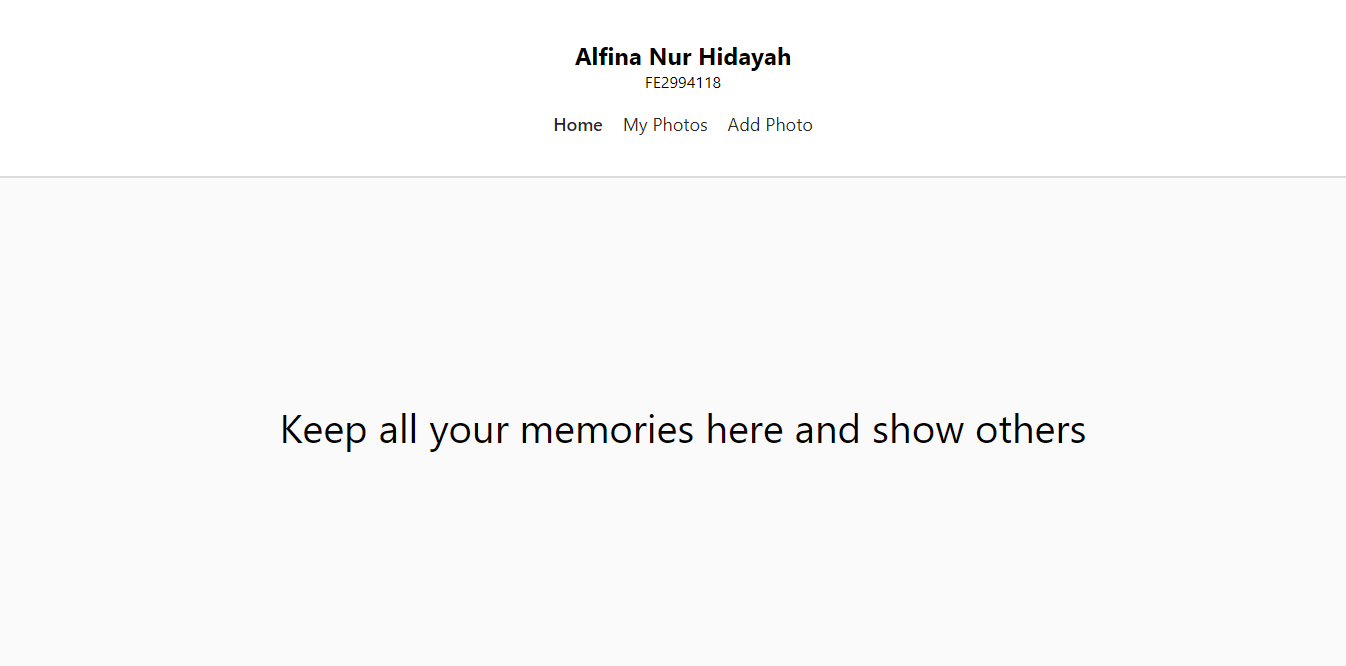 Alfina Nur Hidayah
FE2994118
Home My Photos Add Photo
Keep all your memories here and show others